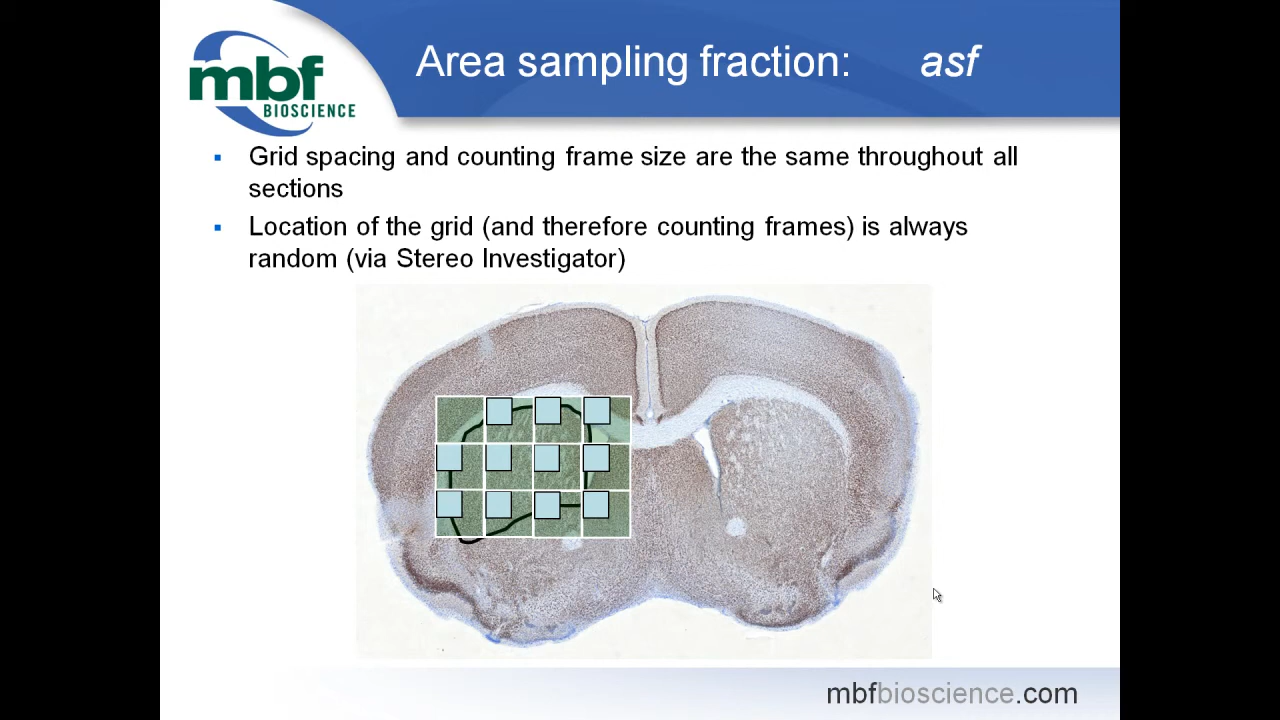 mbf
BIOSCIENCE
Area sampling fraction: asf
▪ Grid spacing and counting frame size are the same throughout all
sections
▪ Location of the grid (and therefore counting frames) is always
random (via Stereo Investigator)
mbfbioscience.com